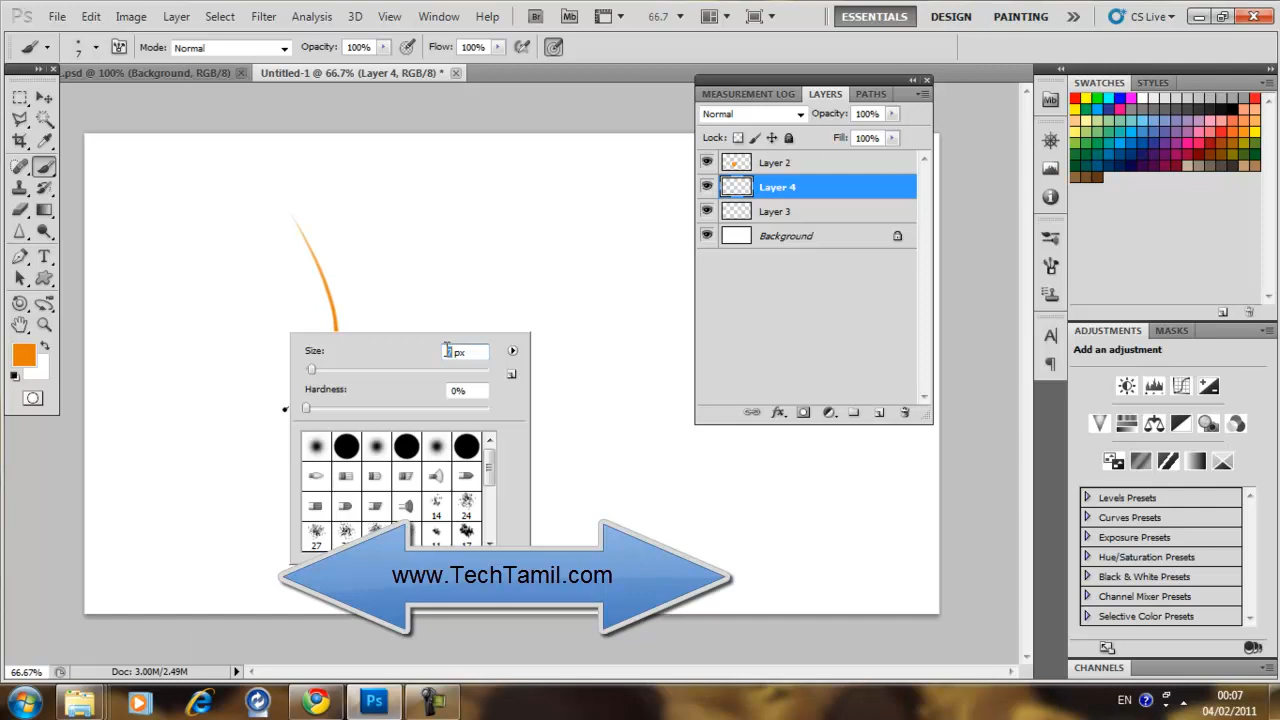 Ps File Edit Image Layer Select Filter Analysis 3D View Window Help Br Mb 66.7 ESSENTIALS DESIGN PAINTING CS Live
7 Mode: Normal Opacity: 100% Flow: 100%
.psd @ 100% (Background, RGB/8) Untitled-1 @ 66.7% (Layer 4, RGB/8) *
MEASUREMENT LOG LAYERS PATHS
Normal Opacity: 100%
Lock: Fill: 100%
Layer 2
Layer 4
Layer 3
Background
Size: px
Hardness: 0%
14 24
27
www.TechTamil.com
Mb
SWATCHES STYLES
ADJUSTMENTS MASKS
Add an adjustment
Levels Presets
Curves Presets
Exposure Presets
Hue/Saturation Presets
Black & White Presets
Channel Mixer Presets
Selective Color Presets
CHANNELS
66.67% Doc: 3.00M/2.49M
Ps EN 00:07
04/02/2011